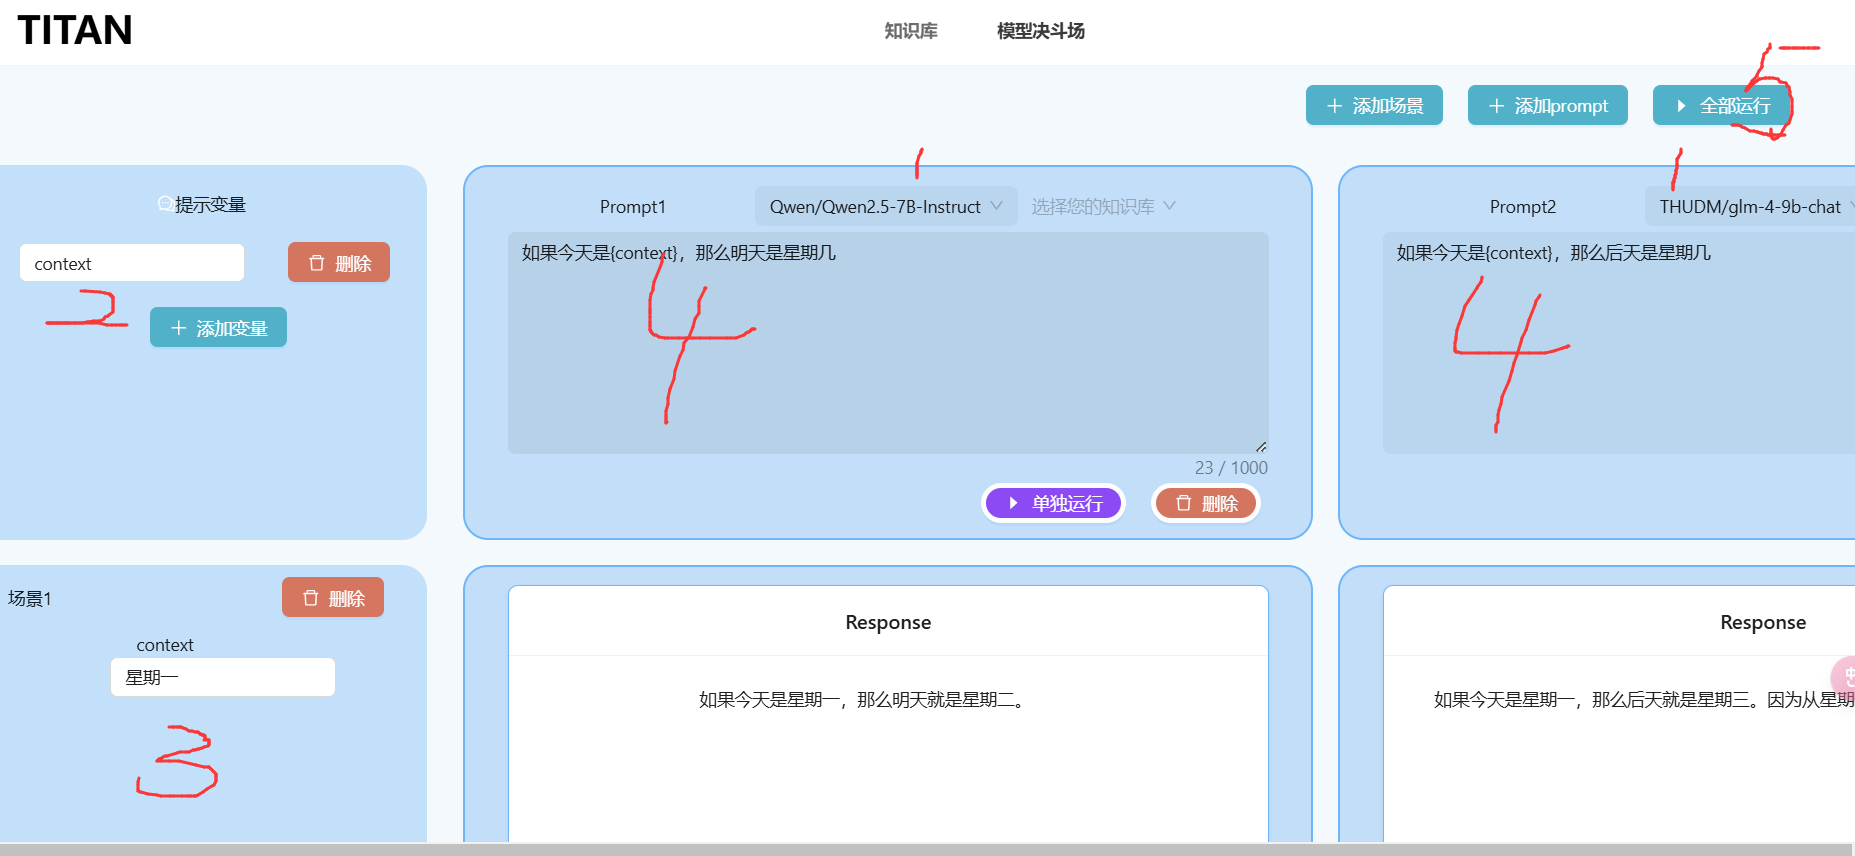 TITAN
知识库 模型决斗场
5
添加场景 添加prompt 全部运行
1 1
提示变量
Prompt1 Qwen/Qwen2.5-7B-Instruct 选择您的知识库
Prompt2 THUDM/glm-4-9b-chat
context 删除
如果今天是{context}，那么明天是星期几
如果今天是{context}，那么后天是星期几
2
添加变量
4 4
23 / 1000
单独运行 删除
场景1 删除
context
星期一
3
Response
如果今天是星期一，那么明天就是星期二。
Response
如果今天是星期一，那么后天就是星期三。因为从星期